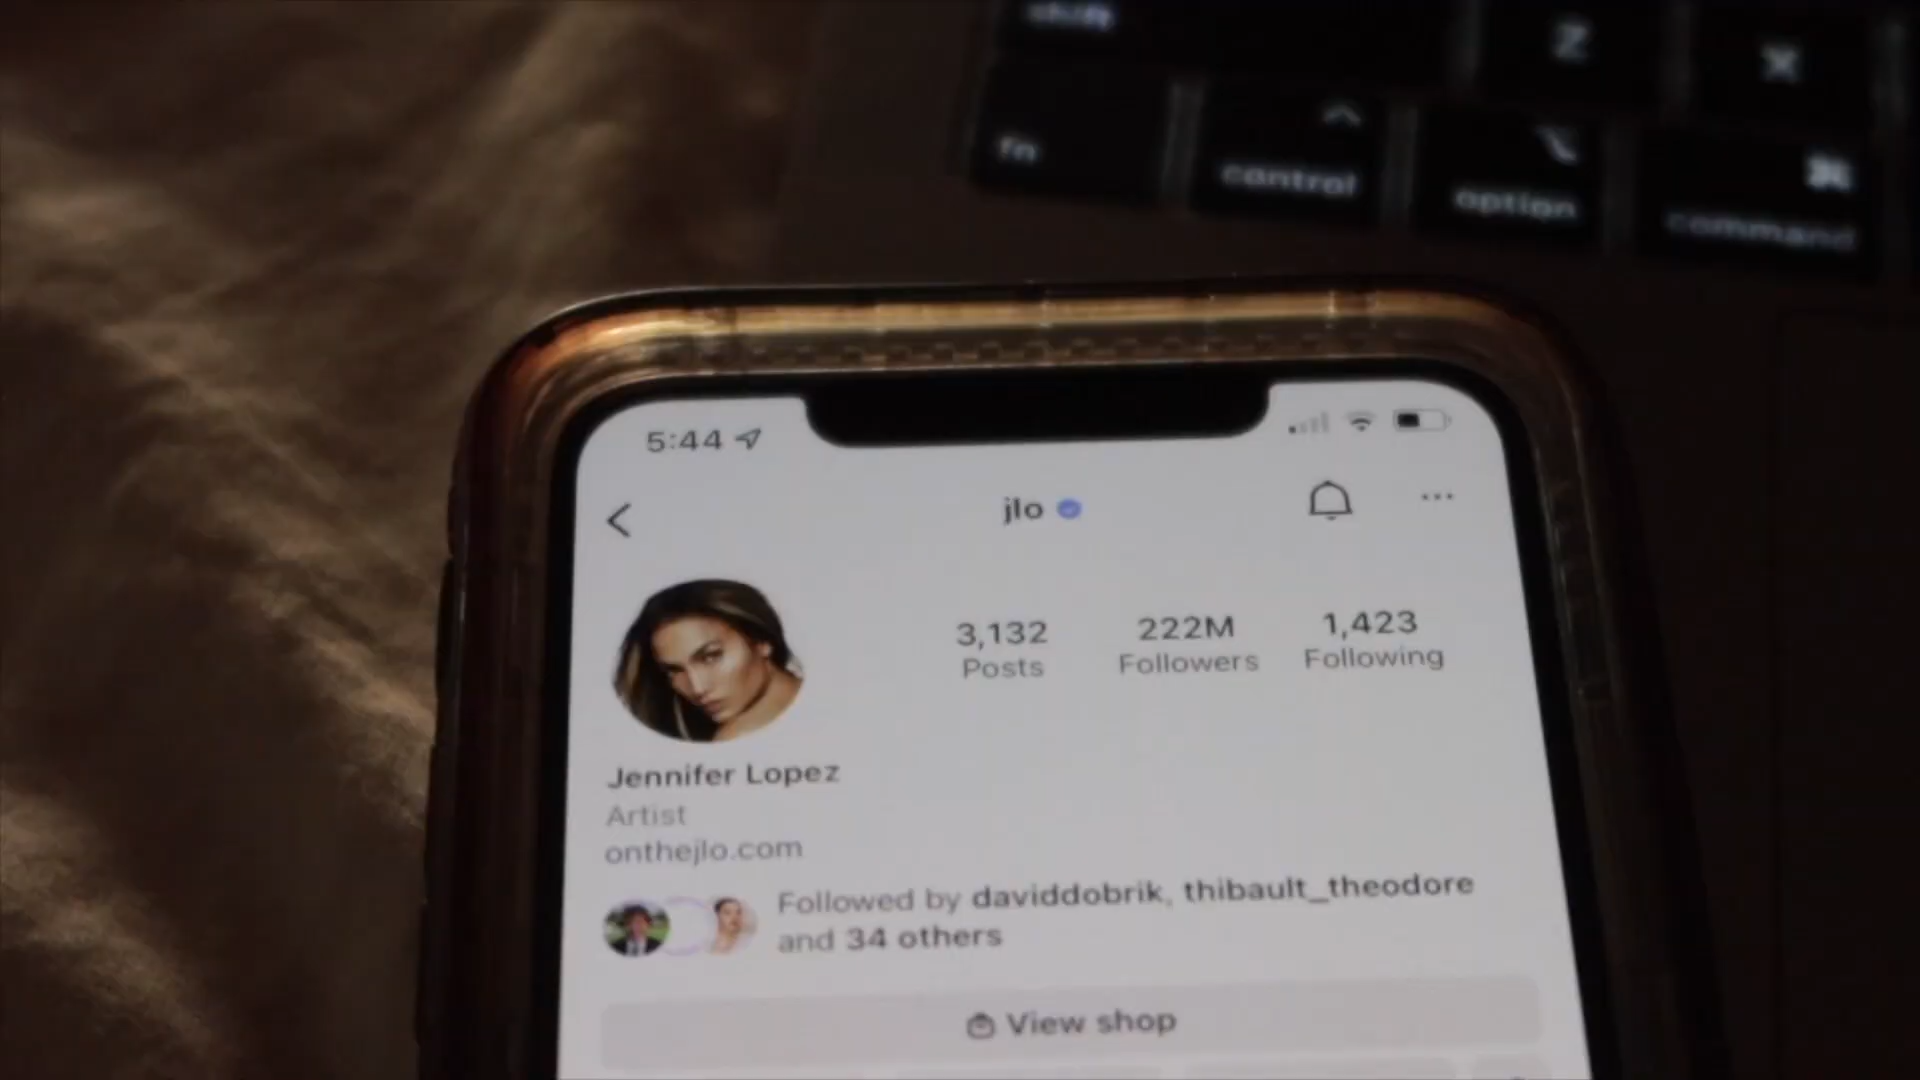 shift
Z
X
fn
control
option
command
5:44
jlo
3,132
222M
1,423
Posts
Followers
Following
Jennifer Lopez
Artist
onthejlo.com
Followed by daviddobrik, thibault_theodore
and 34 others
View shop